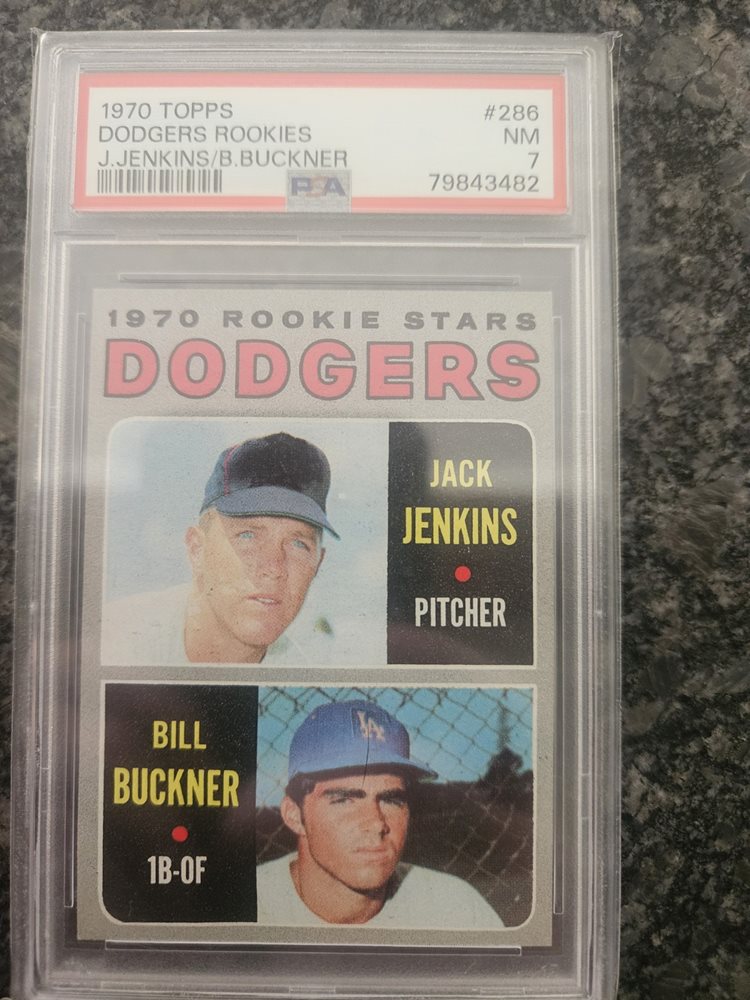 1970 TOPPS #286
DODGERS ROOKIES NM
J.JENKINS/B.BUCKNER 7
PSA 79843482
1970 ROOKIE STARS
DODGERS
JACK
JENKINS
PITCHER
LA
BILL
BUCKNER
1B-OF